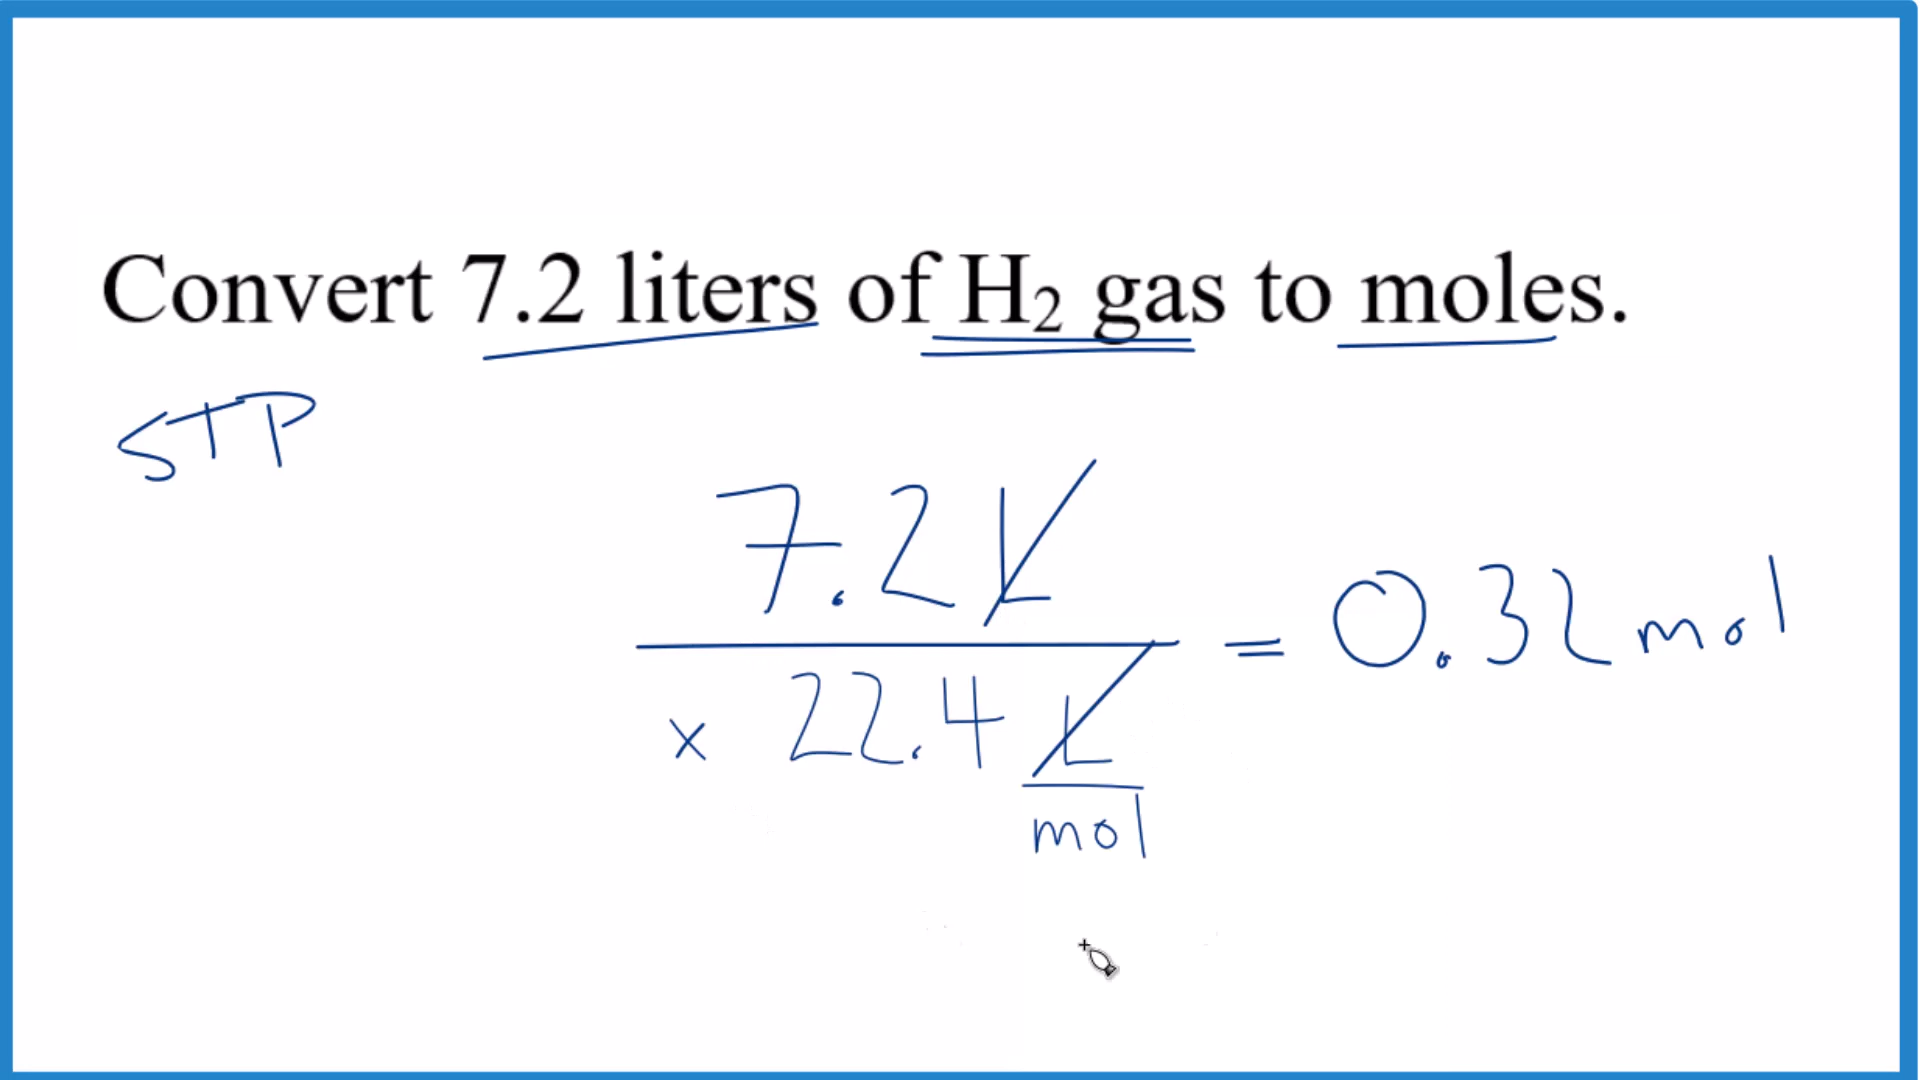 Convert 7.2 liters of H₂ gas to moles.
STP
7.2 L
= 0.32 mol
x 22.4 L
mol